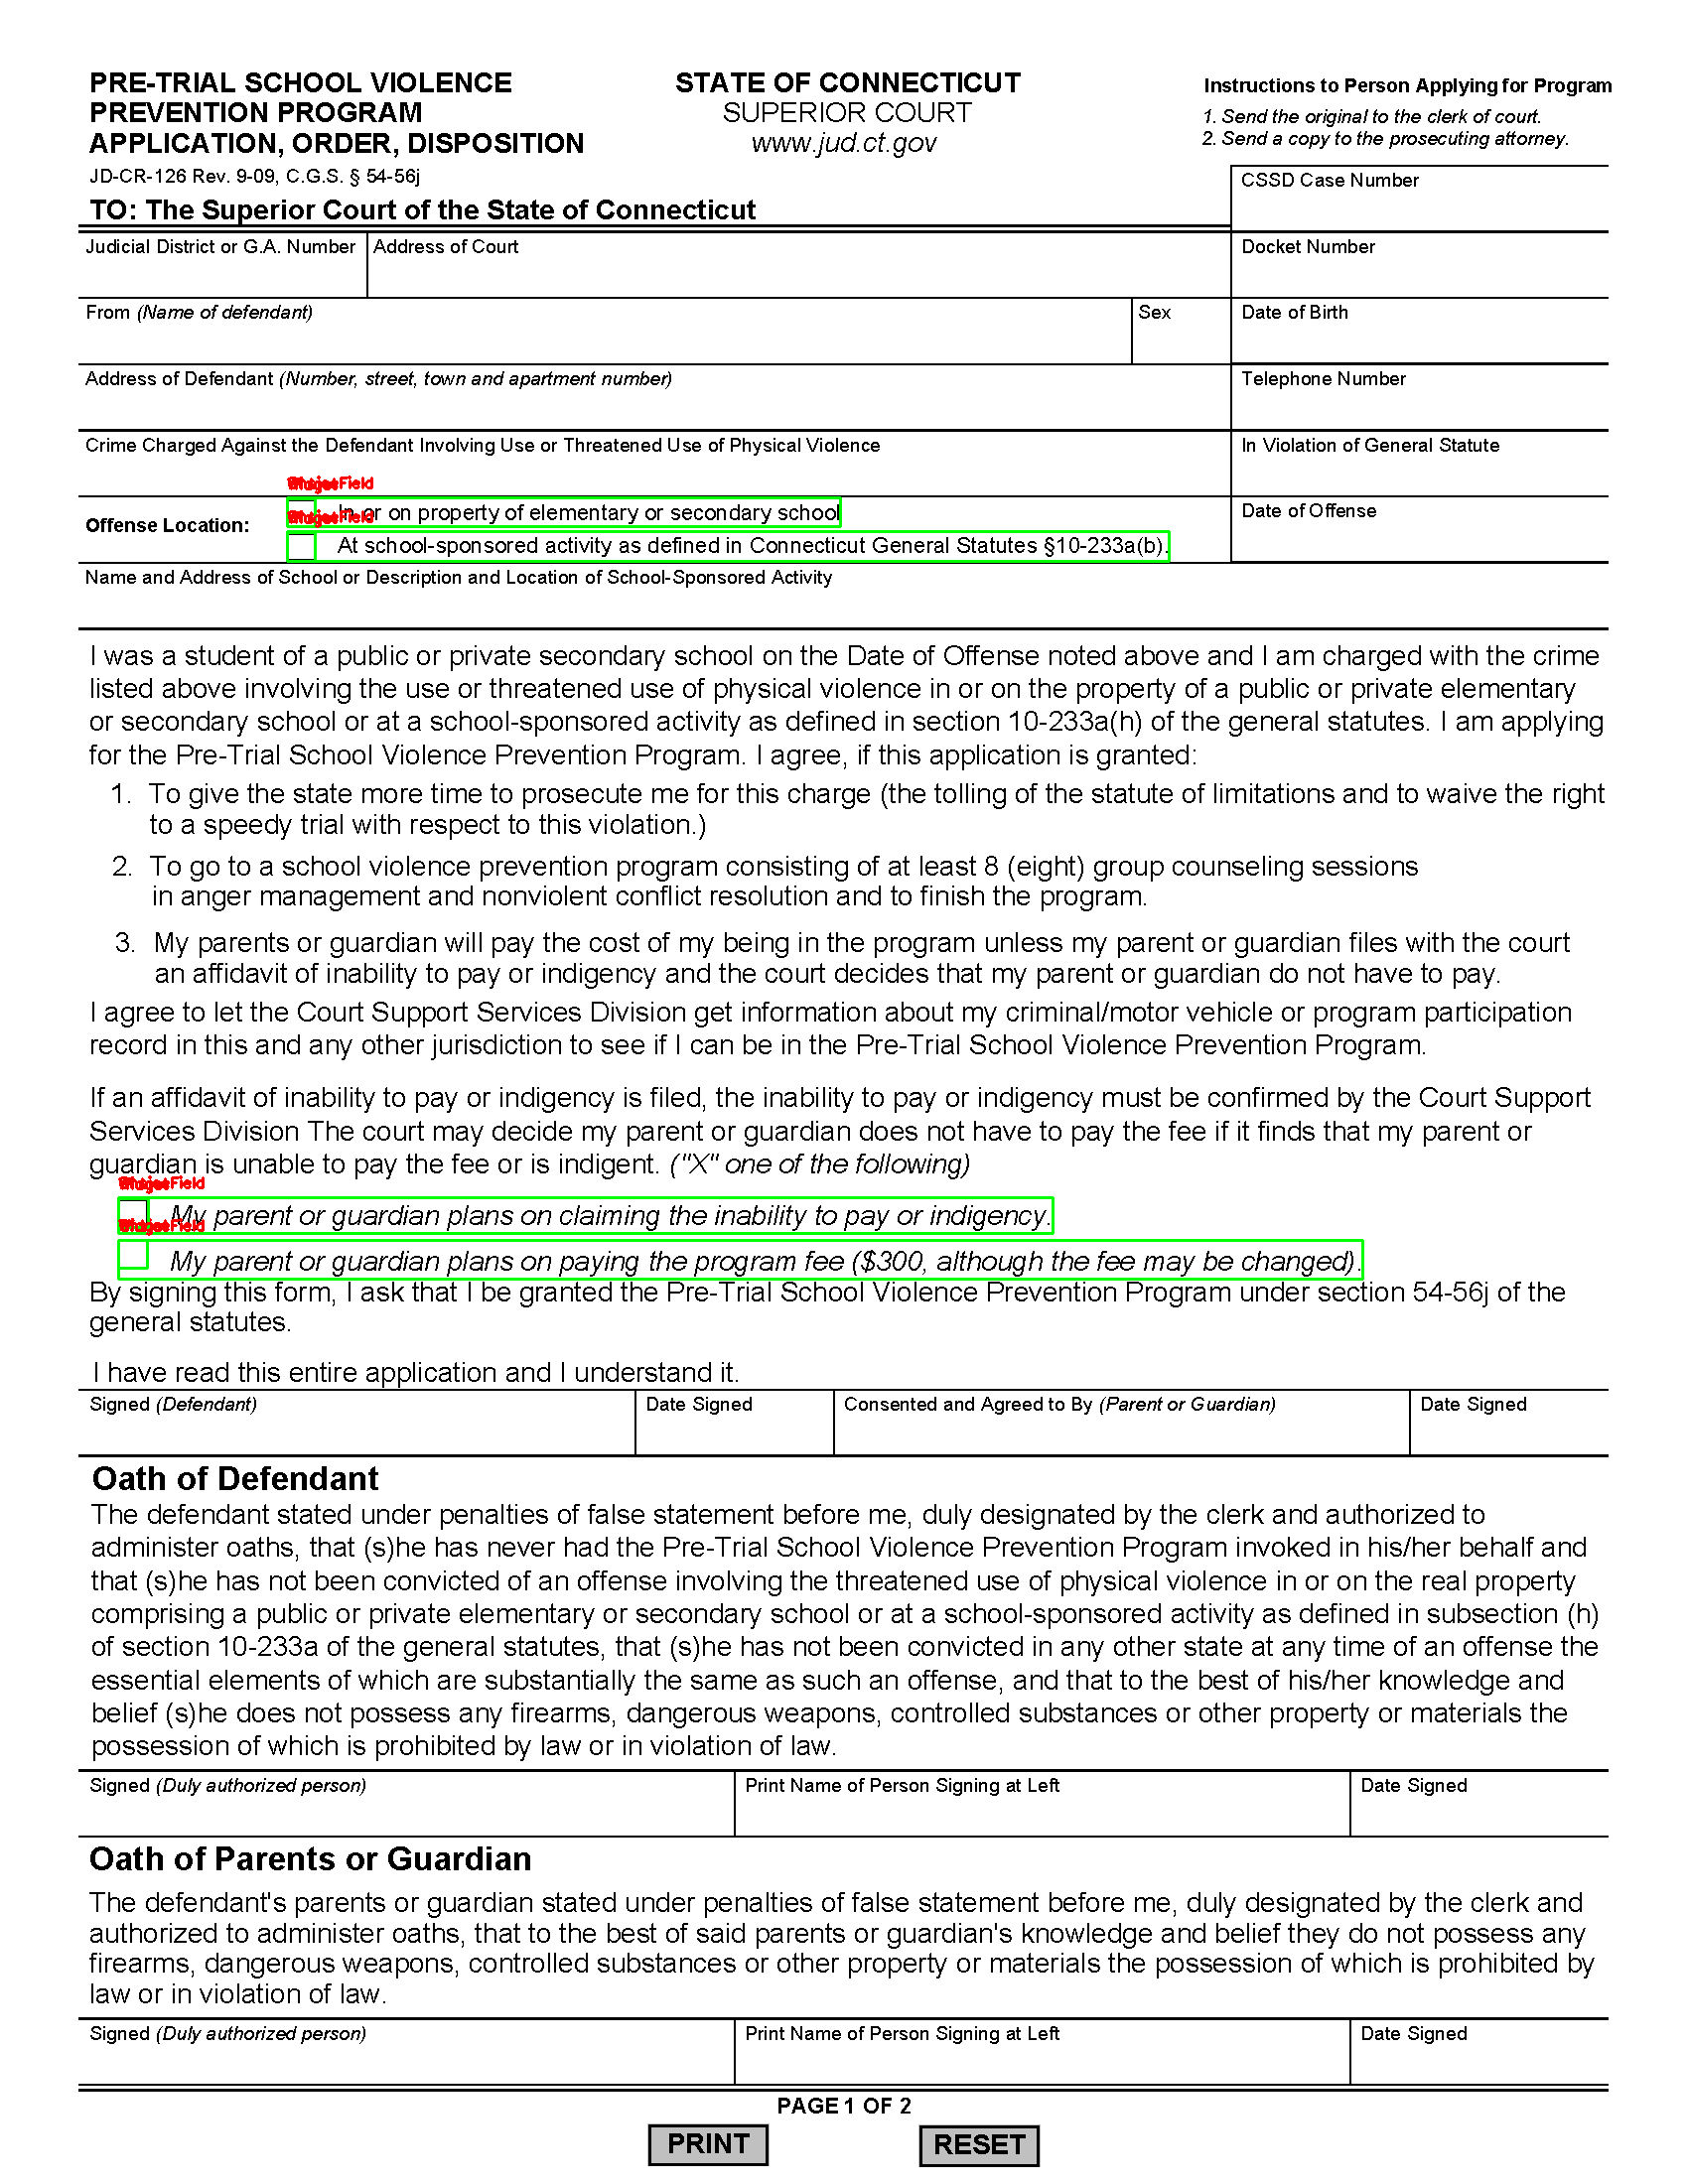 PRE-TRIAL SCHOOL VIOLENCE
PREVENTION PROGRAM
APPLICATION, ORDER, DISPOSITION
JD-CR-126 Rev. 9-09, C.G.S. § 54-56j
STATE OF CONNECTICUT
SUPERIOR COURT
www.jud.ct.gov
Instructions to Person Applying for Program
1. Send the original to the clerk of court.
2. Send a copy to the prosecuting attorney.
TO: The Superior Court of the State of Connecticut
CSSD Case Number
Judicial District or G.A. Number
Address of Court
Docket Number
From (Name of defendant)
Sex
Date of Birth
Address of Defendant (Number, street, town and apartment number)
Telephone Number
Crime Charged Against the Defendant Involving Use or Threatened Use of Physical Violence
In Violation of General Statute
Field
Offense Location:
In or on property of elementary or secondary school
Field
At school-sponsored activity as defined in Connecticut General Statutes §10-233a(b).
Date of Offense
Name and Address of School or Description and Location of School-Sponsored Activity
I was a student of a public or private secondary school on the Date of Offense noted above and I am charged with the crime
listed above involving the use or threatened use of physical violence in or on the property of a public or private elementary
or secondary school or at a school-sponsored activity as defined in section 10-233a(h) of the general statutes. I am applying
for the Pre-Trial School Violence Prevention Program. I agree, if this application is granted:
1. To give the state more time to prosecute me for this charge (the tolling of the statute of limitations and to waive the right
to a speedy trial with respect to this violation.)
2. To go to a school violence prevention program consisting of at least 8 (eight) group counseling sessions
in anger management and nonviolent conflict resolution and to finish the program.
3. My parents or guardian will pay the cost of my being in the program unless my parent or guardian files with the court
an affidavit of inability to pay or indigency and the court decides that my parent or guardian do not have to pay.
I agree to let the Court Support Services Division get information about my criminal/motor vehicle or program participation
record in this and any other jurisdiction to see if I can be in the Pre-Trial School Violence Prevention Program.
If an affidavit of inability to pay or indigency is filed, the inability to pay or indigency must be confirmed by the Court Support
Services Division The court may decide my parent or guardian does not have to pay the fee if it finds that my parent or
guardian is unable to pay the fee or is indigent. ("X" one of the following)
Field
My parent or guardian plans on claiming the inability to pay or indigency.
Field
My parent or guardian plans on paying the program fee ($300, although the fee may be changed).
By signing this form, I ask that I be granted the Pre-Trial School Violence Prevention Program under section 54-56j of the
general statutes.
I have read this entire application and I understand it.
Signed (Defendant)
Date Signed
Consented and Agreed to By (Parent or Guardian)
Date Signed
Oath of Defendant
The defendant stated under penalties of false statement before me, duly designated by the clerk and authorized to
administer oaths, that (s)he has never had the Pre-Trial School Violence Prevention Program invoked in his/her behalf and
that (s)he has not been convicted of an offense involving the threatened use of physical violence in or on the real property
comprising a public or private elementary or secondary school or at a school-sponsored activity as defined in subsection (h)
of section 10-233a of the general statutes, that (s)he has not been convicted in any other state at any time of an offense the
essential elements of which are substantially the same as such an offense, and that to the best of his/her knowledge and
belief (s)he does not possess any firearms, dangerous weapons, controlled substances or other property or materials the
possession of which is prohibited by law or in violation of law.
Signed (Duly authorized person)
Print Name of Person Signing at Left
Date Signed
Oath of Parents or Guardian
The defendant's parents or guardian stated under penalties of false statement before me, duly designated by the clerk and
authorized to administer oaths, that to the best of said parents or guardian's knowledge and belief they do not possess any
firearms, dangerous weapons, controlled substances or other property or materials the possession of which is prohibited by
law or in violation of law.
Signed (Duly authorized person)
Print Name of Person Signing at Left
Date Signed
PAGE 1 OF 2
PRINT
RESET